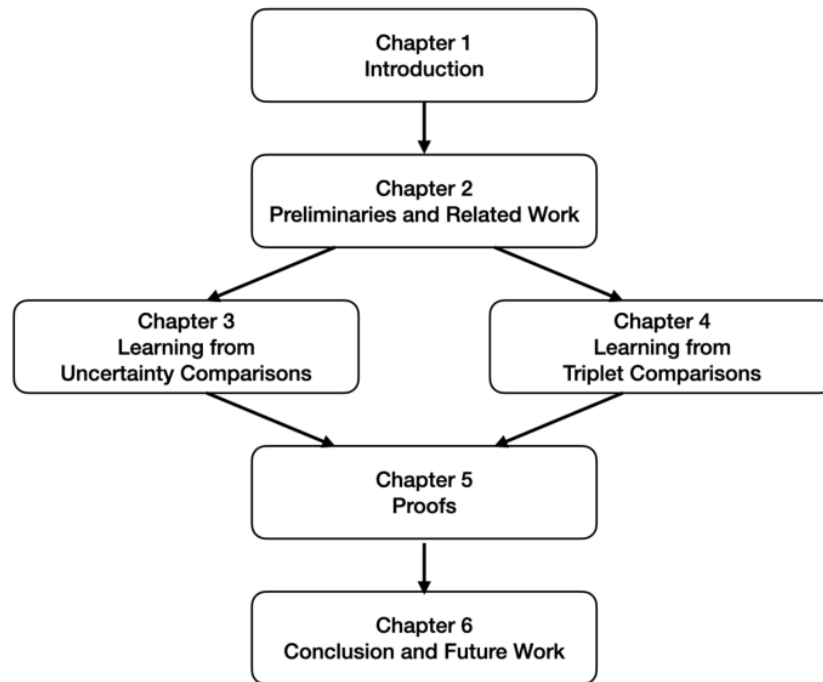 Chapter 1
Introduction
Chapter 2
Preliminaries and Related Work
Chapter 3
Learning from
Uncertainty Comparisons
Chapter 4
Learning from
Triplet Comparisons
Chapter 5
Proofs
Chapter 6
Conclusion and Future Work